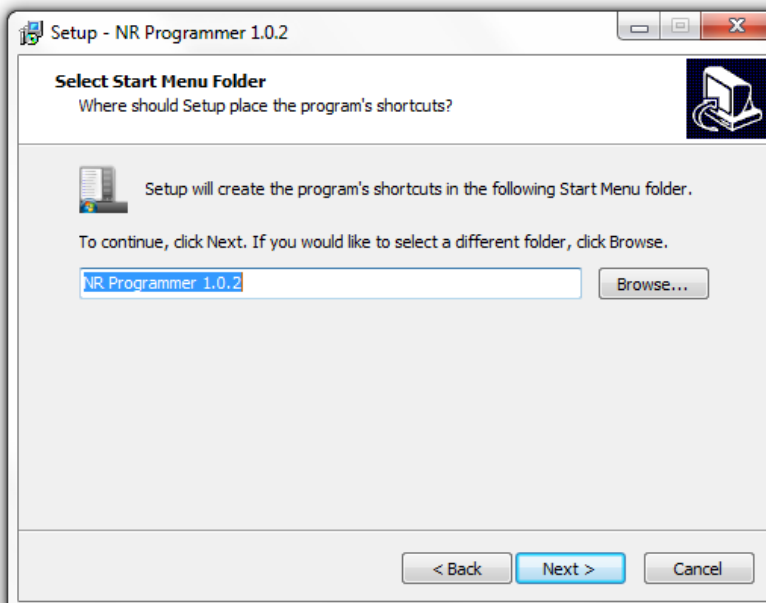 Setup - NR Programmer 1.0.2
Select Start Menu Folder
Where should Setup place the program's shortcuts?
Setup will create the program's shortcuts in the following Start Menu folder.
To continue, click Next. If you would like to select a different folder, click Browse.
NR Programmer 1.0.2
Browse...
< Back
Next >
Cancel